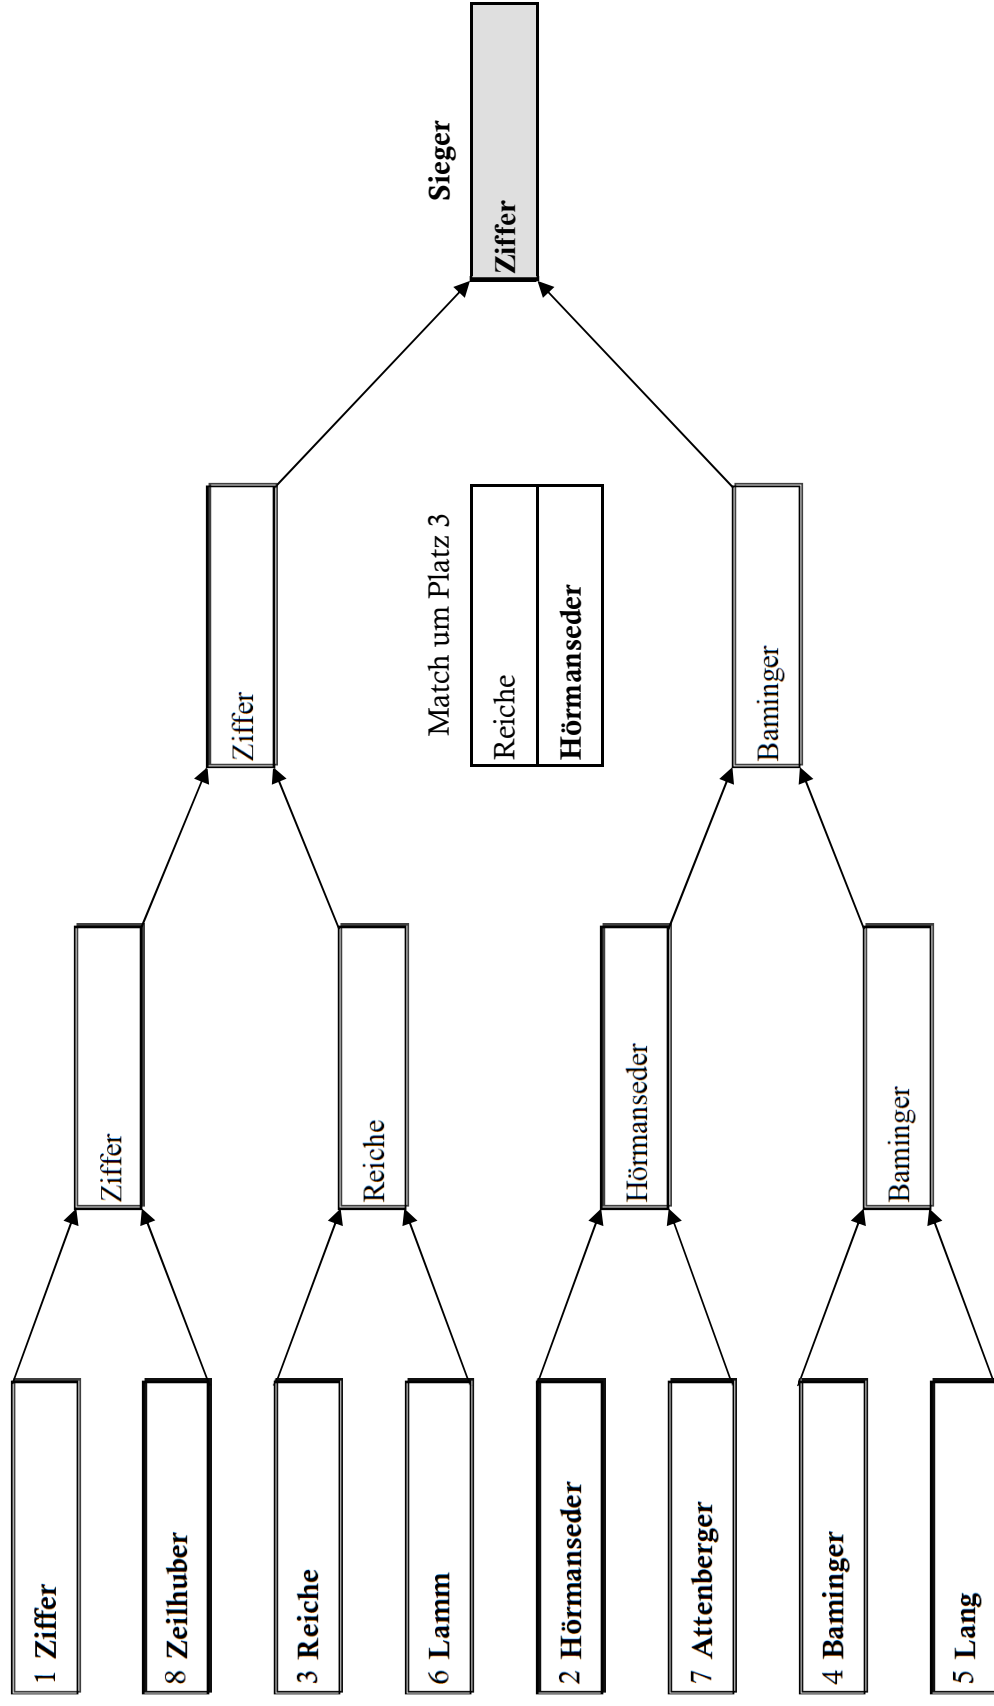 1 Ziffer
8 Zeilhuber
3 Reiche
6 Lamm
2 Hörmanseder
7 Attenberger
4 Baminger
5 Lang
Ziffer
Reiche
Hörmanseder
Baminger
Ziffer
Match um Platz 3
Reiche
Hörmanseder
Baminger
Sieger
Ziffer